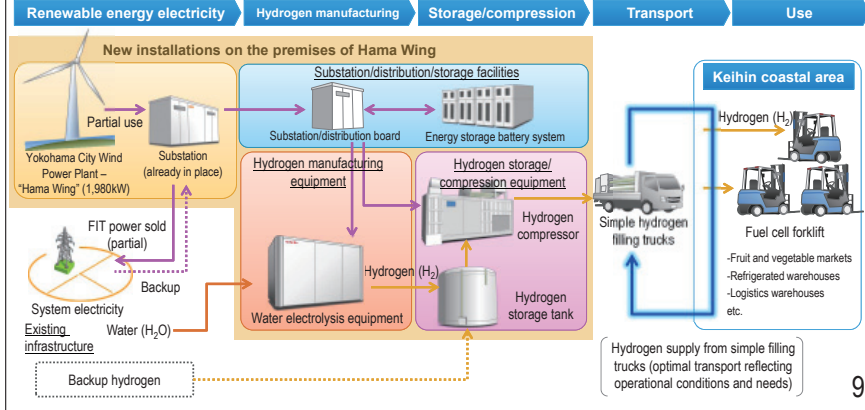 Renewable energy electricity
Hydrogen manufacturing
Storage/compression
Transport
Use
New installations on the premises of Hama Wing
Partial use
Yokohama City Wind
Power Plant –
“Hama Wing” (1,980kW)
Substation
(already in place)
Substation/distribution/storage facilities
Substation/distribution board
Energy storage battery system
Hydrogen manufacturing
equipment
Water electrolysis equipment
Hydrogen (H2)
Hydrogen storage/
compression equipment
Hydrogen
compressor
Hydrogen
storage tank
FIT power sold
(partial)
Backup
System electricity
Existing
infrastructure
Water (H2O)
Backup hydrogen
Simple hydrogen
filling trucks
Keihin coastal area
Hydrogen (H2)
Fuel cell forklift
-Fruit and vegetable markets
-Refrigerated warehouses
-Logistics warehouses
etc.
Hydrogen supply from simple filling
trucks (optimal transport reflecting
operational conditions and needs)
9